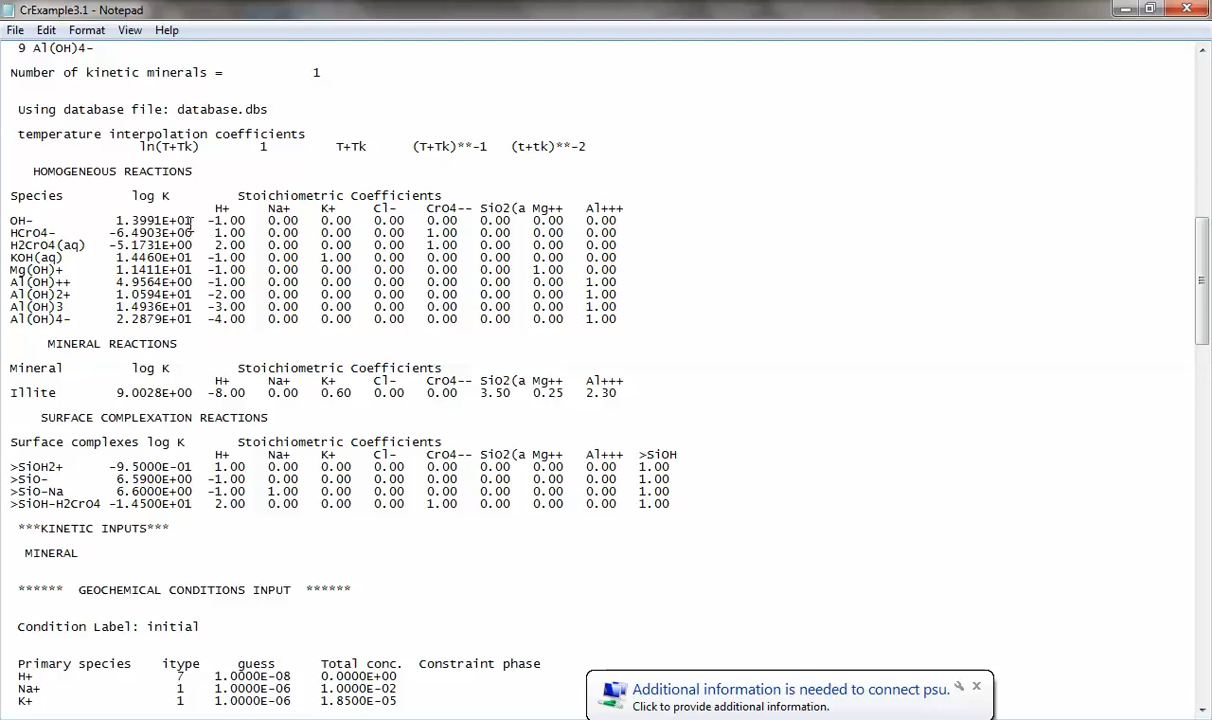 CrExample3.1 - Notepad
File Edit Format View Help
9 Al(OH)4-
Number of kinetic minerals = 1
Using database file: database.dbs
temperature interpolation coefficients
ln(T+Tk) 1 T+Tk (T+Tk)**-1 (t+tk)**-2
HOMOGENEOUS REACTIONS
Species log K Stoichiometric Coefficients
H+ Na+ K+ Cl- CrO4-- SiO2(a Mg++ Al+++
OH- 1.3991E+01 -1.00 0.00 0.00 0.00 0.00 0.00 0.00 0.00
HCrO4- -6.4903E+00 1.00 0.00 0.00 0.00 1.00 0.00 0.00 0.00
H2CrO4(aq) -5.1731E+00 2.00 0.00 0.00 0.00 1.00 0.00 0.00 0.00
KOH(aq) 1.4460E+01 -1.00 0.00 1.00 0.00 0.00 0.00 0.00 0.00
Mg(OH)+ 1.1411E+01 -1.00 0.00 0.00 0.00 0.00 0.00 1.00 0.00
Al(OH)++ 4.9564E+00 -1.00 0.00 0.00 0.00 0.00 0.00 0.00 1.00
Al(OH)2+ 1.0594E+01 -2.00 0.00 0.00 0.00 0.00 0.00 0.00 1.00
Al(OH)3 1.4936E+01 -3.00 0.00 0.00 0.00 0.00 0.00 0.00 1.00
Al(OH)4- 2.2879E+01 -4.00 0.00 0.00 0.00 0.00 0.00 0.00 1.00
MINERAL REACTIONS
Mineral log K Stoichiometric Coefficients
H+ Na+ K+ Cl- CrO4-- SiO2(a Mg++ Al+++
Illite 9.0028E+00 -8.00 0.00 0.60 0.00 0.00 3.50 0.25 2.30
SURFACE COMPLEXATION REACTIONS
Surface complexes log K Stoichiometric Coefficients
H+ Na+ K+ Cl- CrO4-- SiO2(a Mg++ Al+++ >SiOH
>SiOH2+ -9.5000E-01 1.00 0.00 0.00 0.00 0.00 0.00 0.00 0.00 1.00
>SiO- 6.5900E+00 -1.00 0.00 0.00 0.00 0.00 0.00 0.00 0.00 1.00
>SiO-Na 6.6000E+00 -1.00 1.00 0.00 0.00 0.00 0.00 0.00 0.00 1.00
>SiOH-H2CrO4 -1.4500E+01 2.00 0.00 0.00 0.00 1.00 0.00 0.00 0.00 1.00
***KINETIC INPUTS***
MINERAL
****** GEOCHEMICAL CONDITIONS INPUT ******
Condition Label: initial
Primary species itype guess Total conc. Constraint phase
H+ 7 1.0000E-08 0.0000E+00
Na+ 1 1.0000E-06 1.0000E-02
K+ 1 1.0000E-06 1.8500E-05
Additional information is needed to connect psu.
Click to provide additional information.